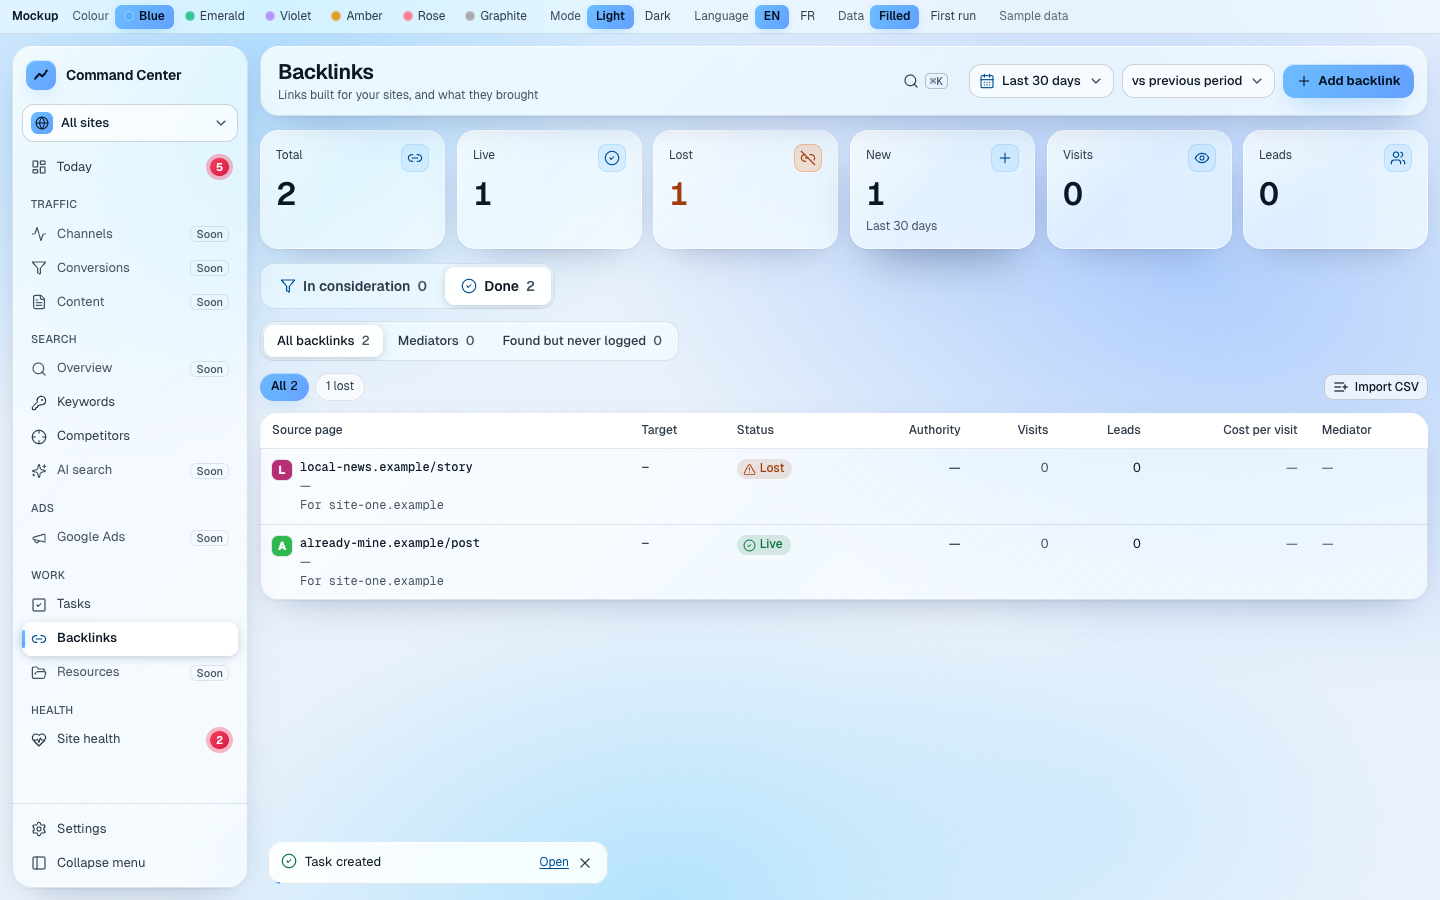 Mockup Colour Blue Emerald Violet Amber Rose Graphite Mode Light Dark Language EN FR Data Filled First run Sample data
Command Center
All sites
Today 5
TRAFFIC
Channels Soon
Conversions Soon
Content Soon
SEARCH
Overview Soon
Keywords
Competitors
AI search Soon
ADS
Google Ads Soon
WORK
Tasks
Backlinks
Resources Soon
HEALTH
Site health 2
Settings
Collapse menu
Backlinks
Links built for your sites, and what they brought
⌘K
Last 30 days
vs previous period
Add backlink
Total
2
Live
1
Lost
1
New
1
Last 30 days
Visits
0
Leads
0
In consideration 0
Done 2
All backlinks 2
Mediators 0
Found but never logged 0
All 2
1 lost
Import CSV
Source page Target Status Authority Visits Leads Cost per visit Mediator
L local-news.example/story — Lost — 0 0 — —
—
For site-one.example
A already-mine.example/post — Live — 0 0 — —
—
For site-one.example
Task created Open